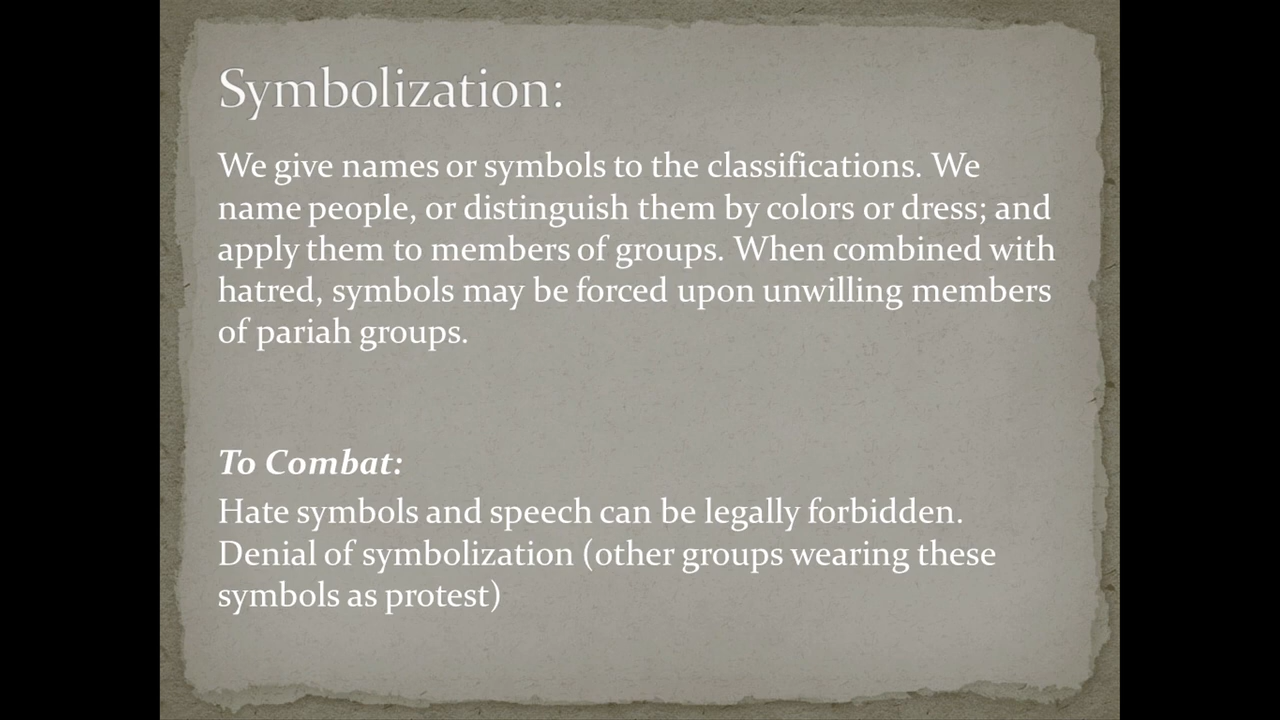 Symbolization:
We give names or symbols to the classifications. We
name people, or distinguish them by colors or dress; and
apply them to members of groups. When combined with
hatred, symbols may be forced upon unwilling members
of pariah groups.
To Combat:
Hate symbols and speech can be legally forbidden.
Denial of symbolization (other groups wearing these
symbols as protest)